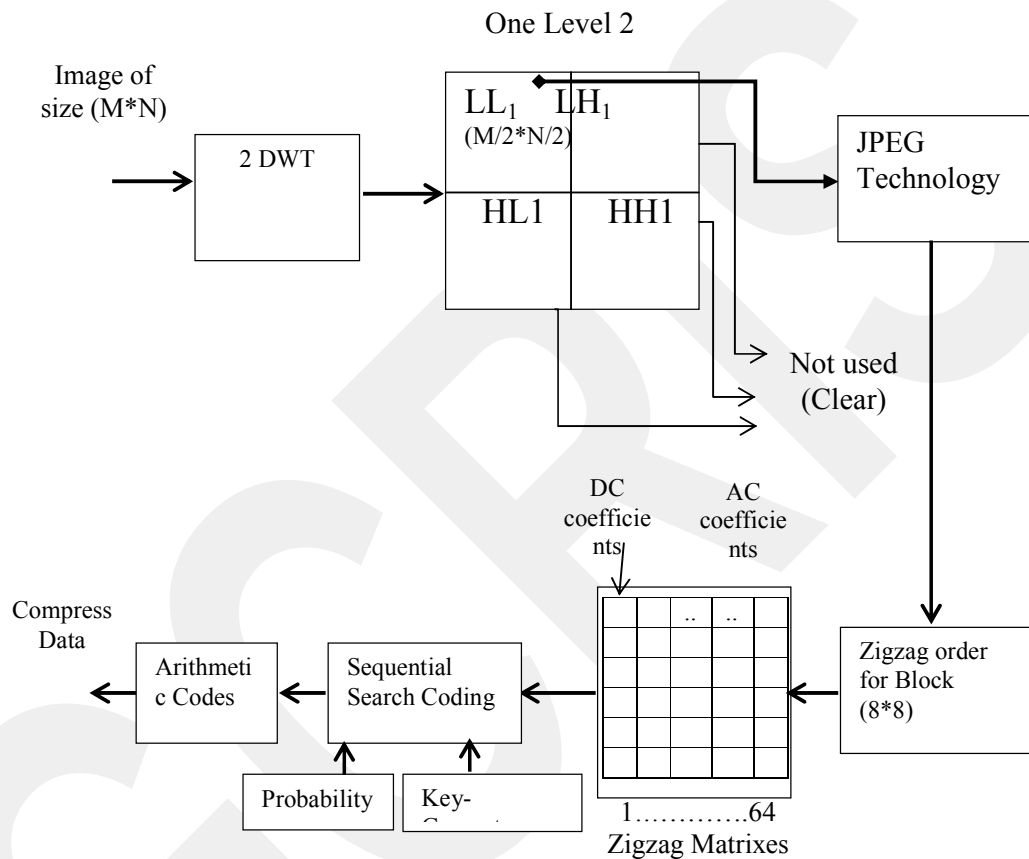 One Level 2
Image of
size (M*N)
2 DWT
LL₁ LH₁
(M/2*N/2)
HL1 HH1
JPEG
Technology
Not used
(Clear)
DC
coefficie
nts
AC
coefficie
nts
.. ..
1.............64
Zigzag Matrixes
Zigzag order
for Block
(8*8)
Sequential
Search Coding
Arithmeti
c Codes
Compress
Data
Probability
Key-